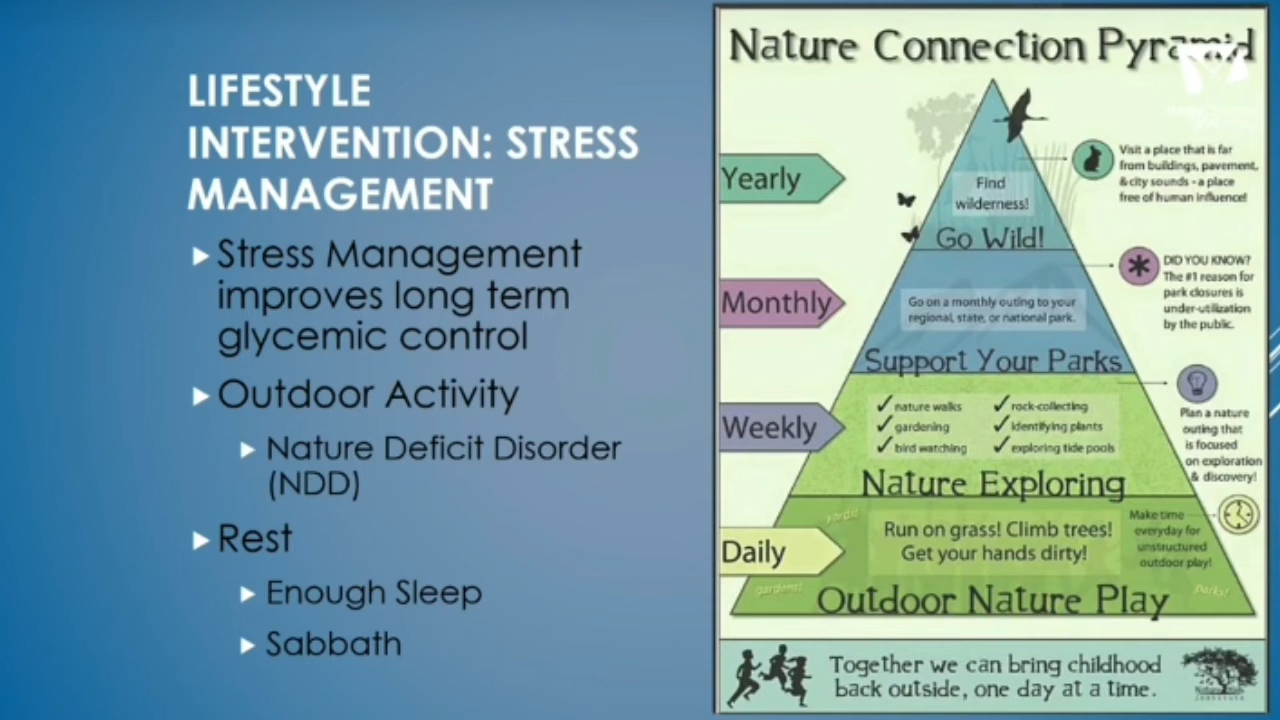 LIFESTYLE
INTERVENTION: STRESS
MANAGEMENT
Stress Management
improves long term
glycemic control
Outdoor Activity
Nature Deficit Disorder
(NDD)
Rest
Enough Sleep
Sabbath
Nature Connection Pyramid
Yearly
Find
wilderness!
Go Wild!
Visit a place that is far
from buildings, pavement,
& city sounds - a place
free of human influence!
Monthly
Go on a monthly outing to your
regional, state, or national park.
Support Your Parks
DID YOU KNOW?
The #1 reason for
park closures is
under-utilization
by the public.
Weekly
nature walks
gardening
bird watching
rock-collecting
identifying plants
exploring tide pools
Nature Exploring
Plan a nature
outing that
is focused
on exploration
& discovery!
Daily
yards!
Run on grass! Climb trees!
Get your hands dirty!
Make time
everyday for
unstructured
outdoor play!
gardens!
parks!
Outdoor Nature Play
Together we can bring childhood
back outside, one day at a time.